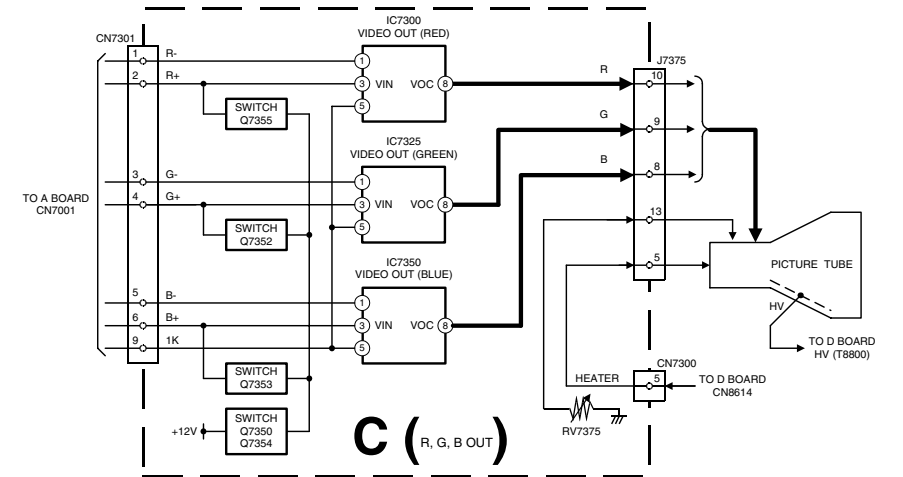 IC7300
VIDEO OUT (RED)
CN7301
J7375
1 R-
2 R+
1
3 VIN VOC 8
5
R
10
SWITCH
Q7355
G
9
IC7325
VIDEO OUT (GREEN)
B
8
3 G-
4 G+
1
3 VIN VOC 8
5
TO A BOARD
CN7001
13
SWITCH
Q7352
5
PICTURE TUBE
IC7350
VIDEO OUT (BLUE)
HV
5 B-
6 B+
9 1K
1
3 VIN VOC 8
5
TO D BOARD
HV (T8800)
CN7300
SWITCH
Q7353
HEATER
5
TO D BOARD
CN8614
RV7375
+12V
SWITCH
Q7350
Q7354
C ( R, G, B OUT )